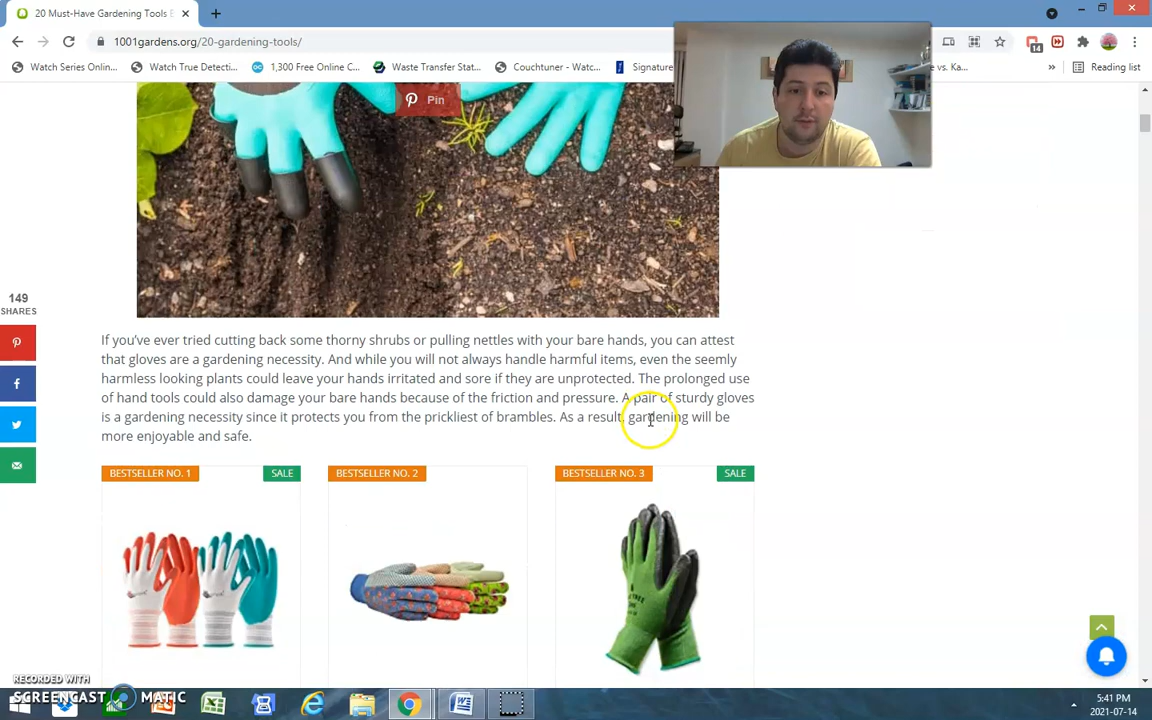 20 Must-Have Gardening Tools E
1001gardens.org/20-gardening-tools/
14
Watch Series Onlin...
Watch True Detecti...
1,300 Free Online C...
Waste Transfer Stat...
Couchtuner - Watc...
Signature
vs. Ka...
Reading list
Pin
149
SHARES
If you've ever tried cutting back some thorny shrubs or pulling nettles with your bare hands, you can attest
that gloves are a gardening necessity. And while you will not always handle harmful items, even the seemly
harmless looking plants could leave your hands irritated and sore if they are unprotected. The prolonged use
of hand tools could also damage your bare hands because of the friction and pressure. A pair of sturdy gloves
is a gardening necessity since it protects you from the prickliest of brambles. As a result, gardening will be
more enjoyable and safe.
BESTSELLER NO. 1
SALE
BESTSELLER NO. 2
BESTSELLER NO. 3
SALE
RECORDED WITH
SCREENCAST MATIC
5:41 PM
2021-07-14